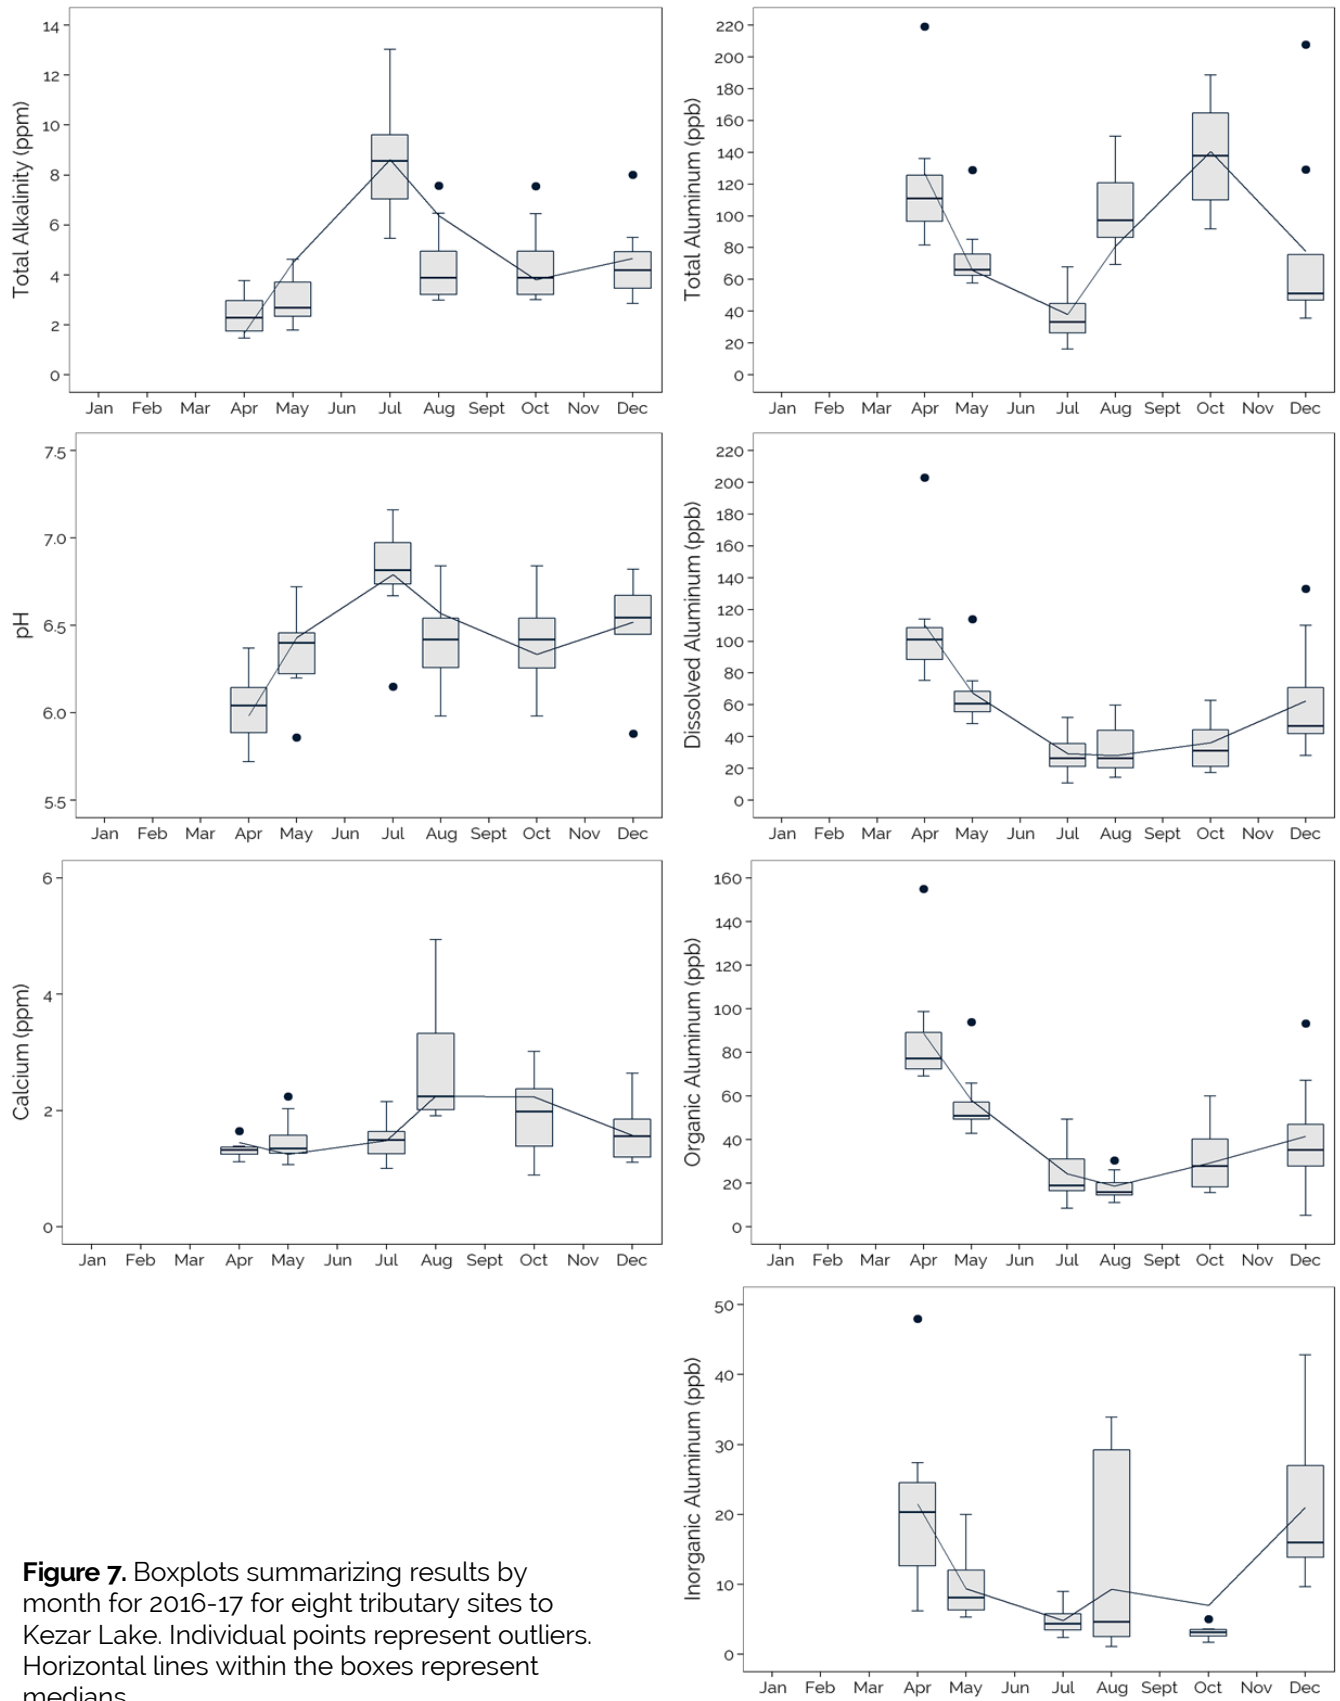 Total Alkalinity (ppm)
14
12
10
8
6
4
2
0
Jan Feb Mar Apr May Jun Jul Aug Sept Oct Nov Dec
Total Aluminum (ppb)
220
200
180
160
140
120
100
80
60
40
20
0
Jan Feb Mar Apr May Jun Jul Aug Sept Oct Nov Dec
pH
7.5
7.0
6.5
6.0
5.5
Jan Feb Mar Apr May Jun Jul Aug Sept Oct Nov Dec
Dissolved Aluminum (ppb)
220
200
180
160
140
120
100
80
60
40
20
0
Jan Feb Mar Apr May Jun Jul Aug Sept Oct Nov Dec
Calcium (ppm)
6
4
2
0
Jan Feb Mar Apr May Jun Jul Aug Sept Oct Nov Dec
Organic Aluminum (ppb)
160
140
120
100
80
60
40
20
0
Jan Feb Mar Apr May Jun Jul Aug Sept Oct Nov Dec
Inorganic Aluminum (ppb)
50
40
30
20
10
0
Jan Feb Mar Apr May Jun Jul Aug Sept Oct Nov Dec
Figure 7. Boxplots summarizing results by
month for 2016-17 for eight tributary sites to
Kezar Lake. Individual points represent outliers.
Horizontal lines within the boxes represent
medians